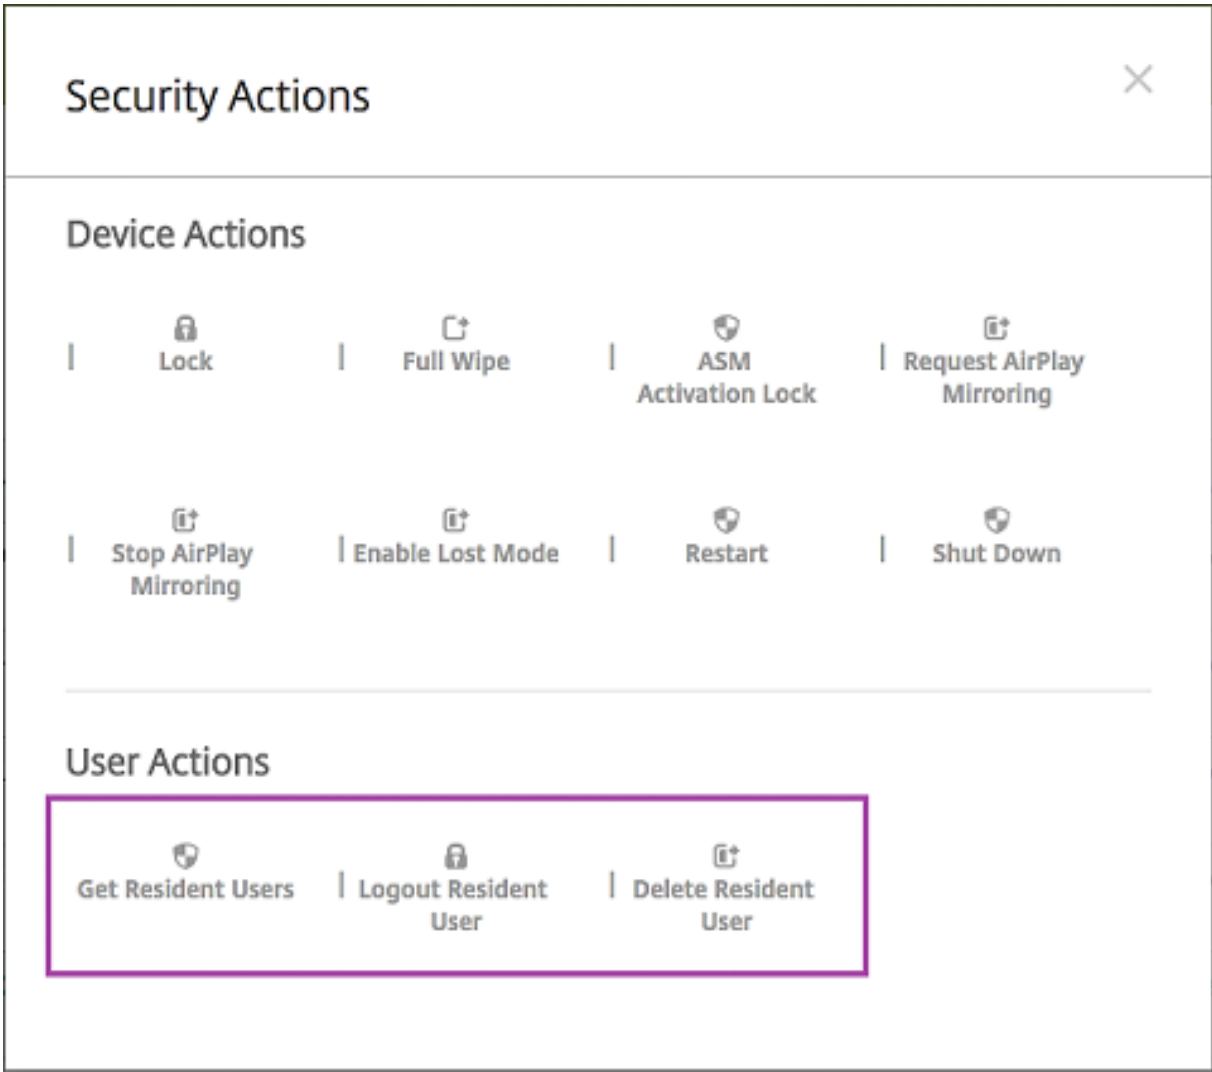 Security Actions
Device Actions
Lock
Full Wipe
ASM
Activation Lock
Request AirPlay
Mirroring
Stop AirPlay
Mirroring
Enable Lost Mode
Restart
Shut Down
User Actions
Get Resident Users
Logout Resident
User
Delete Resident
User